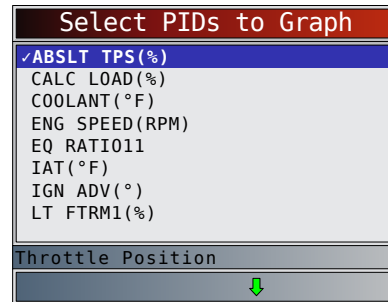 Select PIDs to Graph
✓ABSLT TPS(%)
CALC LOAD(%)
COOLANT(°F)
ENG SPEED(RPM)
EQ RATIO11
IAT(°F)
IGN ADV(°)
LT FTRM1(%)
Throttle Position